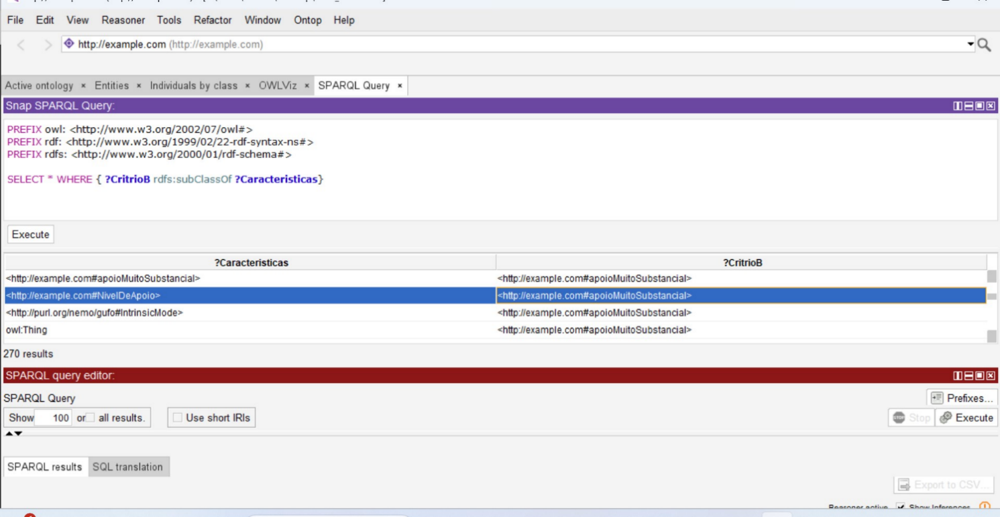 File Edit View Reasoner Tools Refactor Window Ontop Help
http://example.com (http://example.com)
Active ontology × Entities × Individuals by class × OWLViz × SPARQL Query ×
Snap SPARQL Query:
PREFIX owl: <http://www.w3.org/2002/07/owl#>
PREFIX rdf: <http://www.w3.org/1999/02/22-rdf-syntax-ns#>
PREFIX rdfs: <http://www.w3.org/2000/01/rdf-schema#>
SELECT * WHERE { ?CritrioB rdfs:subClassOf ?Caracteristicas}
Execute
?Caracteristicas ?CritrioB
<http://example.com#apoioMuitoSubstancial> <http://example.com#apoioMuitoSubstancial>
<http://example.com#NivelDeApoio> <http://example.com#apoioMuitoSubstancial>
<http://purl.org/nemo/gufo#IntrinsicMode> <http://example.com#apoioMuitoSubstancial>
owl:Thing <http://example.com#apoioMuitoSubstancial>
270 results
SPARQL query editor:
SPARQL Query Prefixes...
Show 100 or all results. Use short IRIs STOP Stop Execute
SPARQL results SQL translation
Export to CSV...
Reasoner active Show Inferences